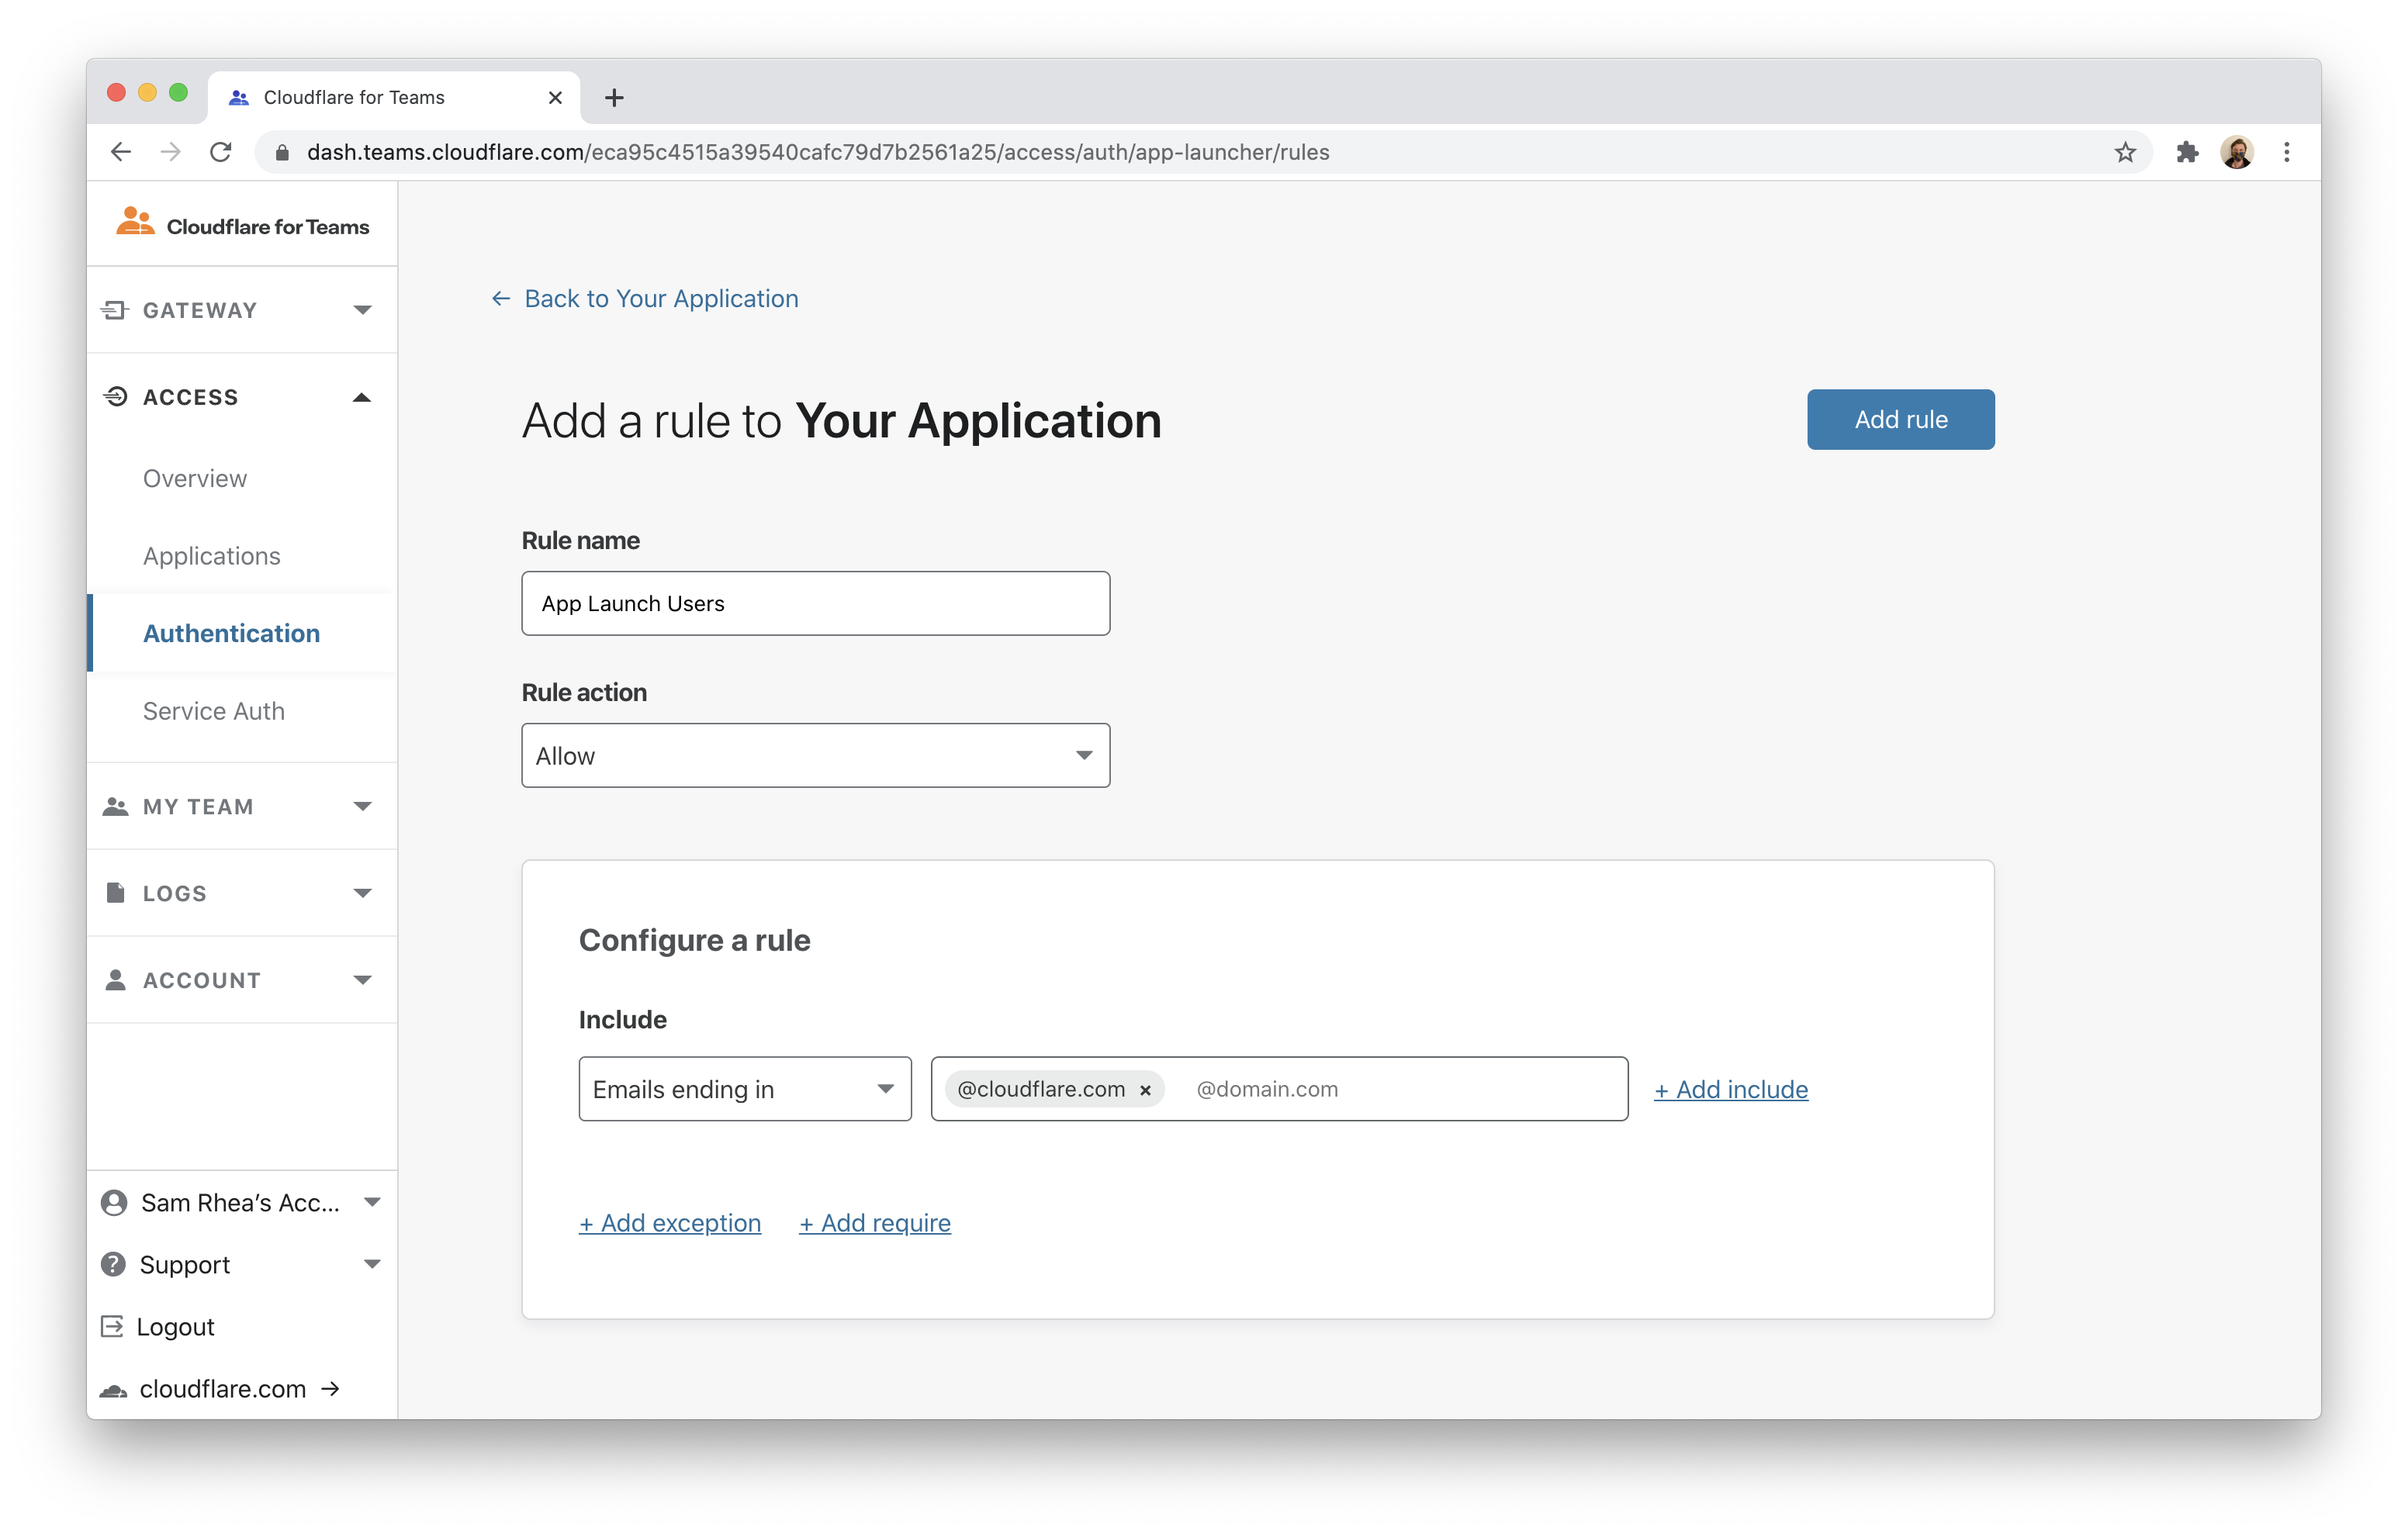 Cloudflare for Teams
dash.teams.cloudflare.com/eca95c4515a39540cafc79d7b2561a25/access/auth/app-launcher/rules
Cloudflare for Teams
GATEWAY
ACCESS
Overview
Applications
Authentication
Service Auth
MY TEAM
LOGS
ACCOUNT
Sam Rhea’s Acc...
Support
Logout
cloudflare.com →
← Back to Your Application
Add a rule to Your Application
Add rule
Rule name
App Launch Users
Rule action
Allow
Configure a rule
Include
Emails ending in
@cloudflare.com × @domain.com
+ Add include
+ Add exception
+ Add require